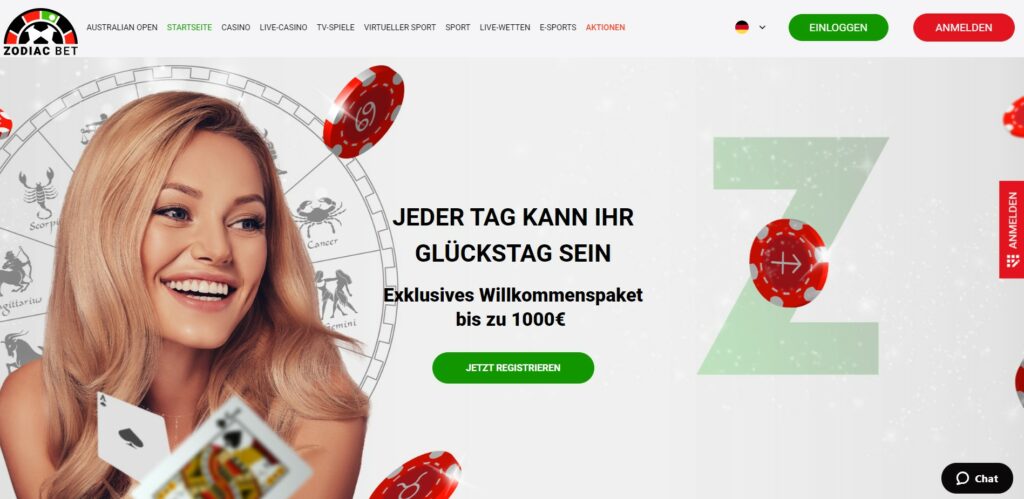 ZODIAC BET
AUSTRALIAN OPEN STARTSEITE CASINO LIVE-CASINO TV-SPIELE VIRTUELLER SPORT SPORT LIVE-WETTEN E-SPORTS AKTIONEN
EINLOGGEN
ANMELDEN
Scorpio
Cancer
Gemini
JEDER TAG KANN IHR
GLÜCKSTAG SEIN
Exklusives Willkommenspaket
bis zu 1000€
JETZT REGISTRIEREN
Z
ANMELDEN
A
Chat